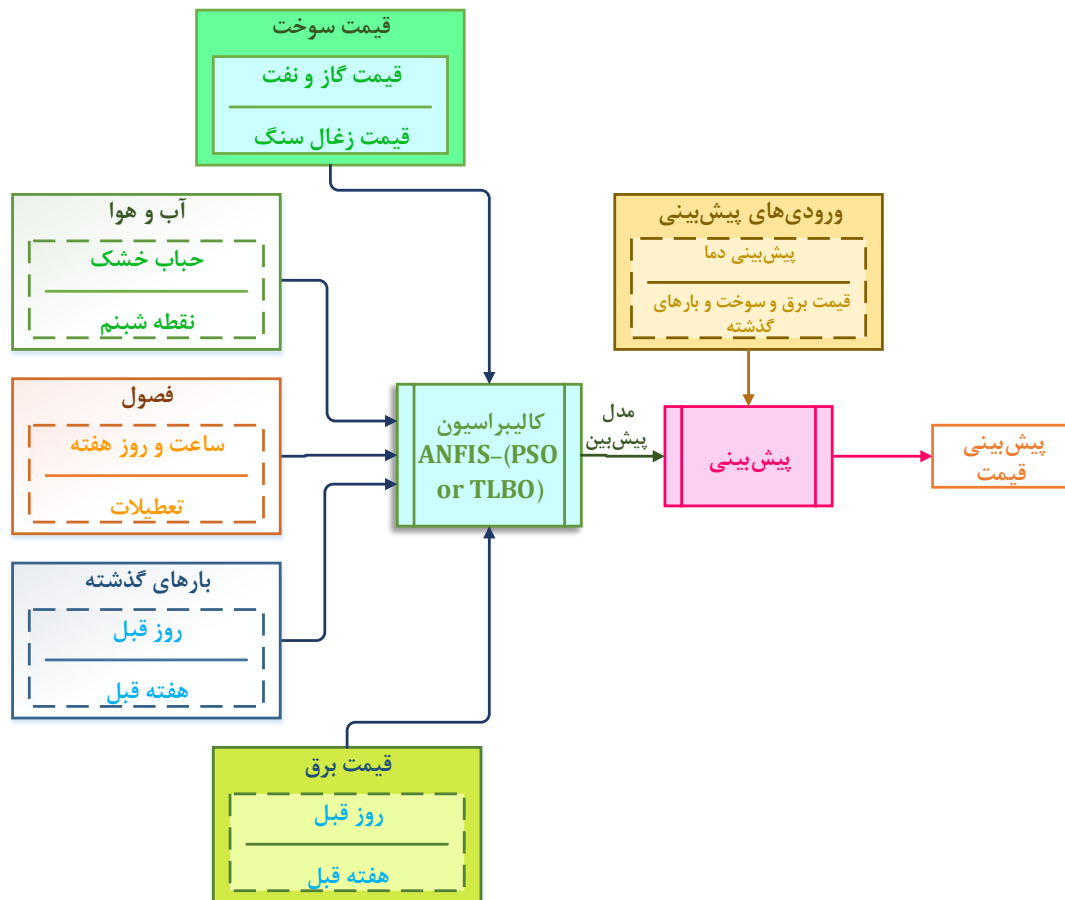 قیمت سوخت
قیمت گاز و نفت
قیمت زغال سنگ
آب و هوا
حباب خشک
نقطه شبنم
فصول
ساعت و روز هفته
تعطیلات
بارهای گذشته
روز قبل
هفته قبل
قیمت برق
روز قبل
هفته قبل
کالیبراسیون
ANFIS-(PSO
or TLBO)
مدل
پیش‌بین
ورودی‌های پیش‌بینی
پیش‌بینی دما
قیمت برق و سوخت و بارهای
گذشته
پیش‌بینی
پیش‌بینی
قیمت